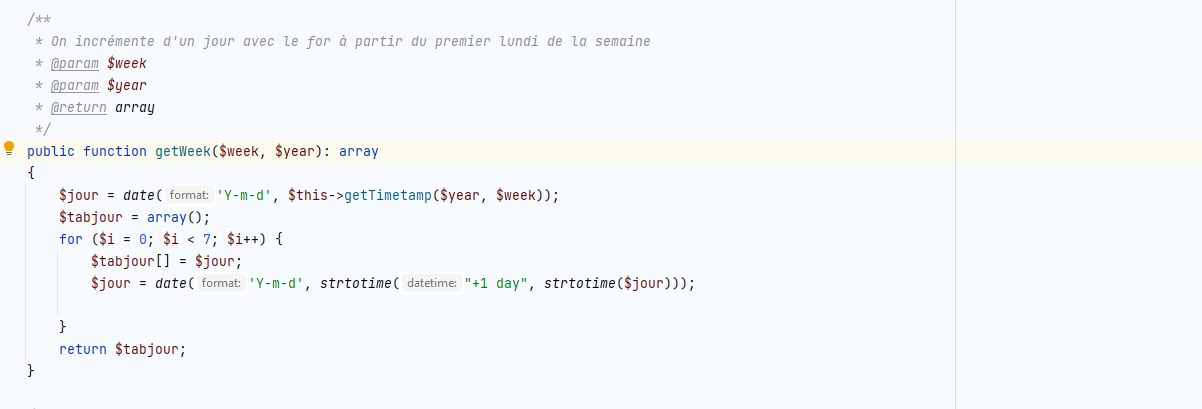 /**
 * On incrémente d'un jour avec le for à partir du premier lundi de la semaine
 * @param $week
 * @param $year
 * @return array
 */
public function getWeek($week, $year): array
{
    $jour = date( format: 'Y-m-d', $this->getTimetamp($year, $week));
    $tabjour = array();
    for ($i = 0; $i < 7; $i++) {
        $tabjour[] = $jour;
        $jour = date( format: 'Y-m-d', strtotime( datetime: "+1 day", strtotime($jour)));
    }
    return $tabjour;
}